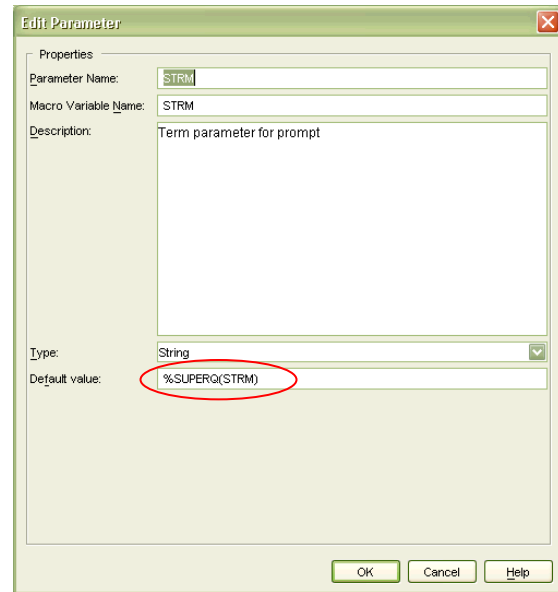 Edit Parameter
Properties
Parameter Name: STRM
Macro Variable Name: STRM
Description: Term parameter for prompt
Type: String
Default value: %SUPERQ(STRM)
OK Cancel Help